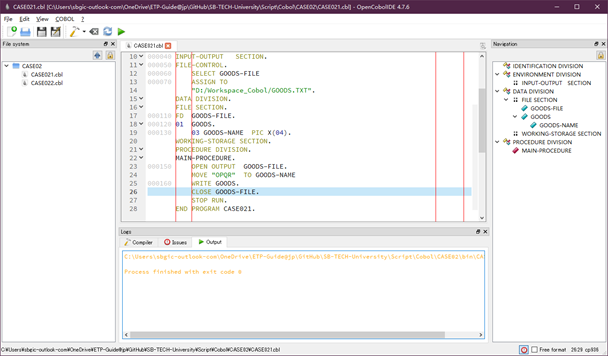 CASE021.cbl [C:\Users\sbgic-outlook-com\OneDrive\ETP-Guide@jp\GitHub\SB-TECH-University\Script\Cobol\CASE02\CASE021.cbl] - OpenCobolIDE 4.7.6
File Edit View COBOL ?
File system
CASE02
CASE021.cbl
CASE022.cbl
CASE021.cbl
10 000040 INPUT-OUTPUT SECTION.
11 000050 FILE-CONTROL.
12 000060 SELECT GOODS-FILE
13 000070 ASSIGN TO
14 "D:/Workspace_Cobol/GOODS.TXT".
15 DATA DIVISION.
16 FILE SECTION.
17 000110 FD GOODS-FILE.
18 000120 01 GOODS.
19 000130 03 GOODS-NAME PIC X(04).
20 WORKING-STORAGE SECTION.
21 PROCEDURE DIVISION.
22 MAIN-PROCEDURE.
23 000150 OPEN OUTPUT GOODS-FILE.
24 MOVE "OPQR" TO GOODS-NAME
25 000160 WRITE GOODS.
26 CLOSE GOODS-FILE.
27 STOP RUN.
28 END PROGRAM CASE021.
Navigation
IDENTIFICATION DIVISION
ENVIRONMENT DIVISION
INPUT-OUTPUT SECTION
DATA DIVISION
FILE SECTION
GOODS-FILE
GOODS
GOODS-NAME
WORKING-STORAGE SECTION
PROCEDURE DIVISION
MAIN-PROCEDURE
Logs
Compiler Issues Output
C:\Users\sbgic-outlook-com\OneDrive\ETP-Guide@jp\GitHub\SB-TECH-University\Script\Cobol\CASE02\bin\CA
Process finished with exit code 0
C:¥Users¥sbgic-outlook-com¥OneDrive¥ETP-Guide@jp¥GitHub¥SB-TECH-University¥Script¥Cobol¥CASE02¥CASE021.cbl
Free format 26:29 cp936